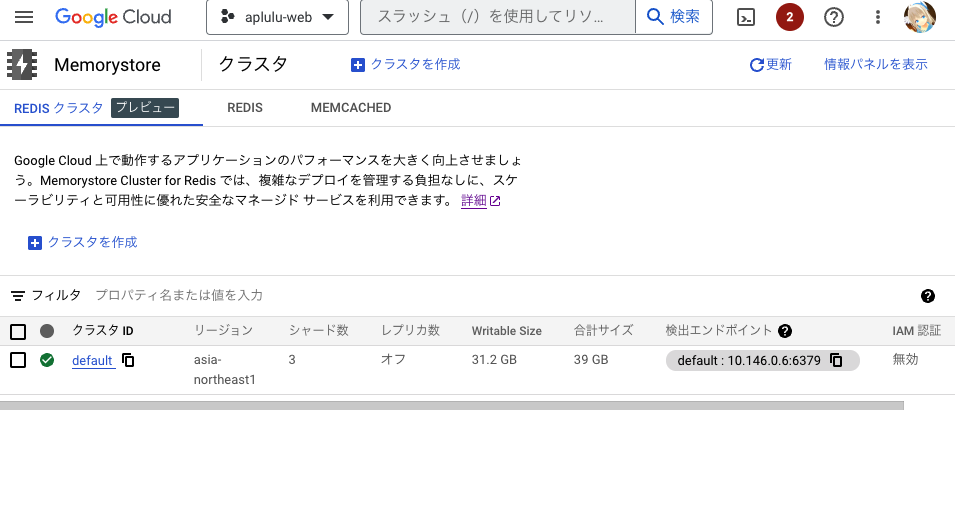 Google Cloud
aplulu-web
スラッシュ（/）を使用してリソ...
検索
2
Memorystore
クラスタ
クラスタを作成
更新
情報パネルを表示
REDIS クラスタ
プレビュー
REDIS
MEMCACHED
Google Cloud 上で動作するアプリケーションのパフォーマンスを大きく向上させましょ
う。Memorystore Cluster for Redis では、複雑なデプロイを管理する負担なしに、スケ
ーラビリティと可用性に優れた安全なマネージド サービスを利用できます。 詳細
クラスタを作成
フィルタ プロパティ名または値を入力
クラスタ ID リージョン シャード数 レプリカ数 Writable Size 合計サイズ 検出エンドポイント IAM 認証
default asia- 3 オフ 31.2 GB 39 GB default : 10.146.0.6:6379 無効
northeast1